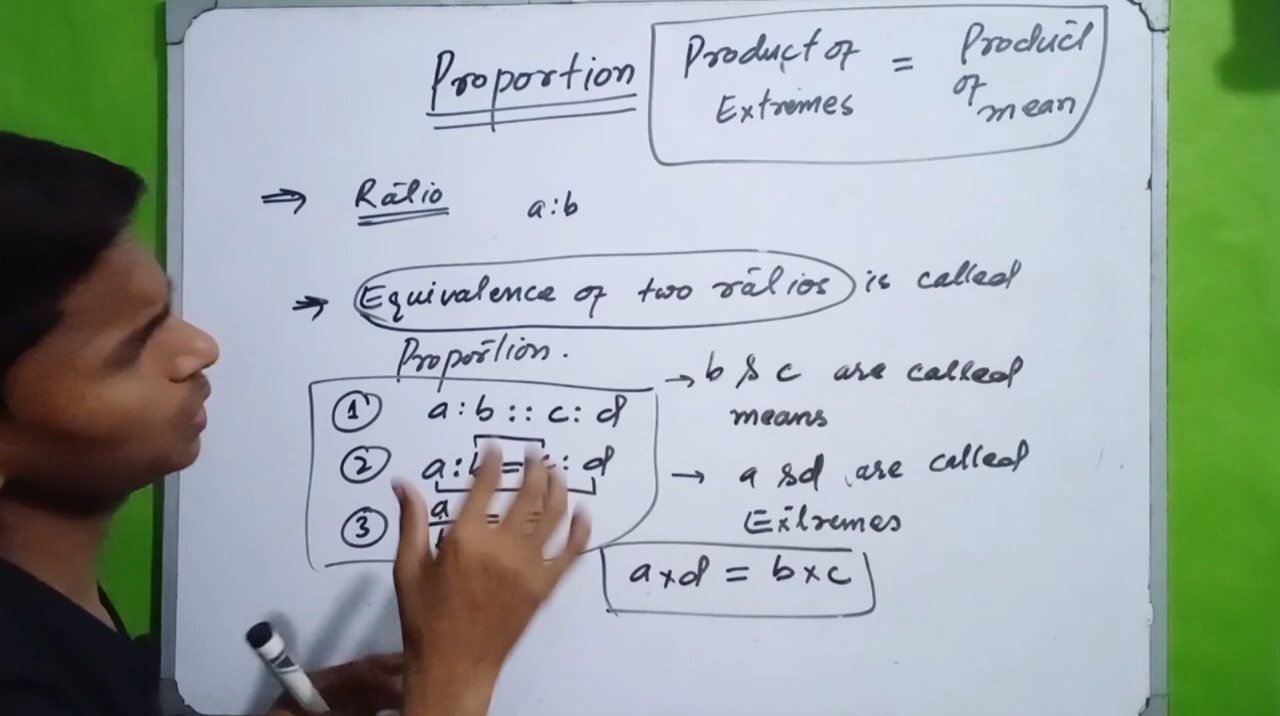 Proportion
Product of = Product
Extremes of mean
⇒ Ratio a:b
⇒ Equivalence of two ratios is called
Proportion.
① a:b :: c:d
② a: = : d
③ a =
→ b & c are called
means
→ a & d are called
Extremes
a×d = b×c